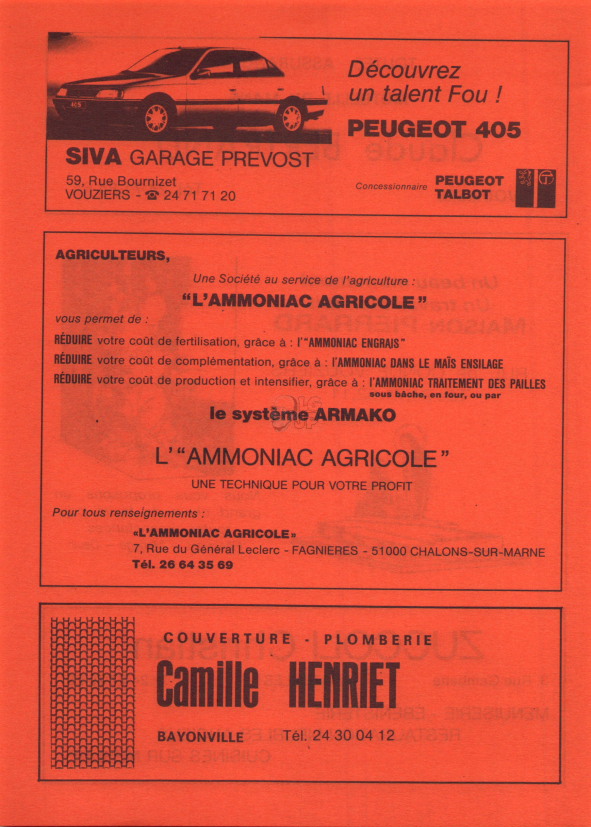 Découvrez
un talent Fou !
PEUGEOT 405
405
SIVA GARAGE PREVOST
59, Rue Bournizet
VOUZIERS - ☎ 24 71 71 20
Concessionnaire PEUGEOT
TALBOT
AGRICULTEURS,
Une Société au service de l'agriculture :
“L'AMMONIAC AGRICOLE”
vous permet de :
RÉDUIRE votre coût de fertilisation, grâce à : l'“AMMONIAC ENGRAIS”
RÉDUIRE votre coût de complémentation, grâce à : l'AMMONIAC DANS LE MAÏS ENSILAGE
RÉDUIRE votre coût de production et intensifier, grâce à : l'AMMONIAC TRAITEMENT DES PAILLES
sous bâche, en four, ou par
le système ARMAKO
L'“AMMONIAC AGRICOLE”
UNE TECHNIQUE POUR VOTRE PROFIT
Pour tous renseignements :
«L'AMMONIAC AGRICOLE»
7, Rue du Général Leclerc - FAGNIERES - 51000 CHALONS-SUR-MARNE
Tél. 26 64 35 69
COUVERTURE - PLOMBERIE
Camille HENRIET
BAYONVILLE Tél. 24 30 04 12